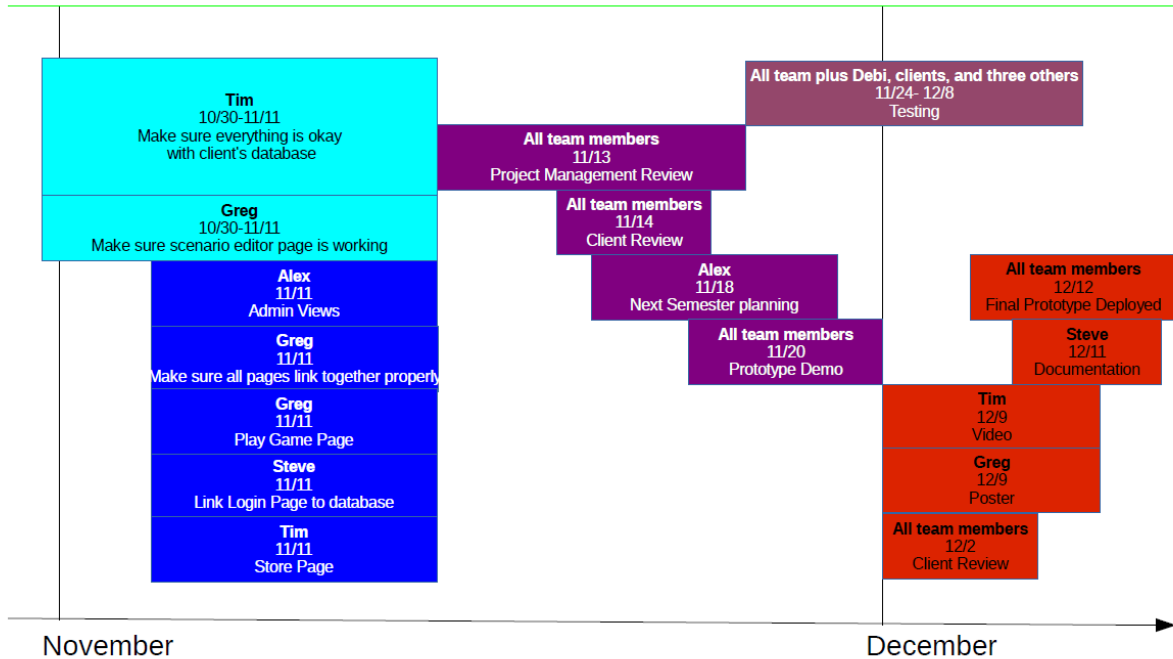 Tim
10/30-11/11
Make sure everything is okay
with client's database
Greg
10/30-11/11
Make sure scenario editor page is working
Alex
11/11
Admin Views
Greg
11/11
Make sure all pages link together properly
Greg
11/11
Play Game Page
Steve
11/11
Link Login Page to database
Tim
11/11
Store Page
All team members
11/13
Project Management Review
All team members
11/14
Client Review
Alex
11/18
Next Semester planning
All team members
11/20
Prototype Demo
All team plus Debi, clients, and three others
11/24- 12/8
Testing
All team members
12/12
Final Prototype Deployed
Steve
12/11
Documentation
Tim
12/9
Video
Greg
12/9
Poster
All team members
12/2
Client Review
November
December